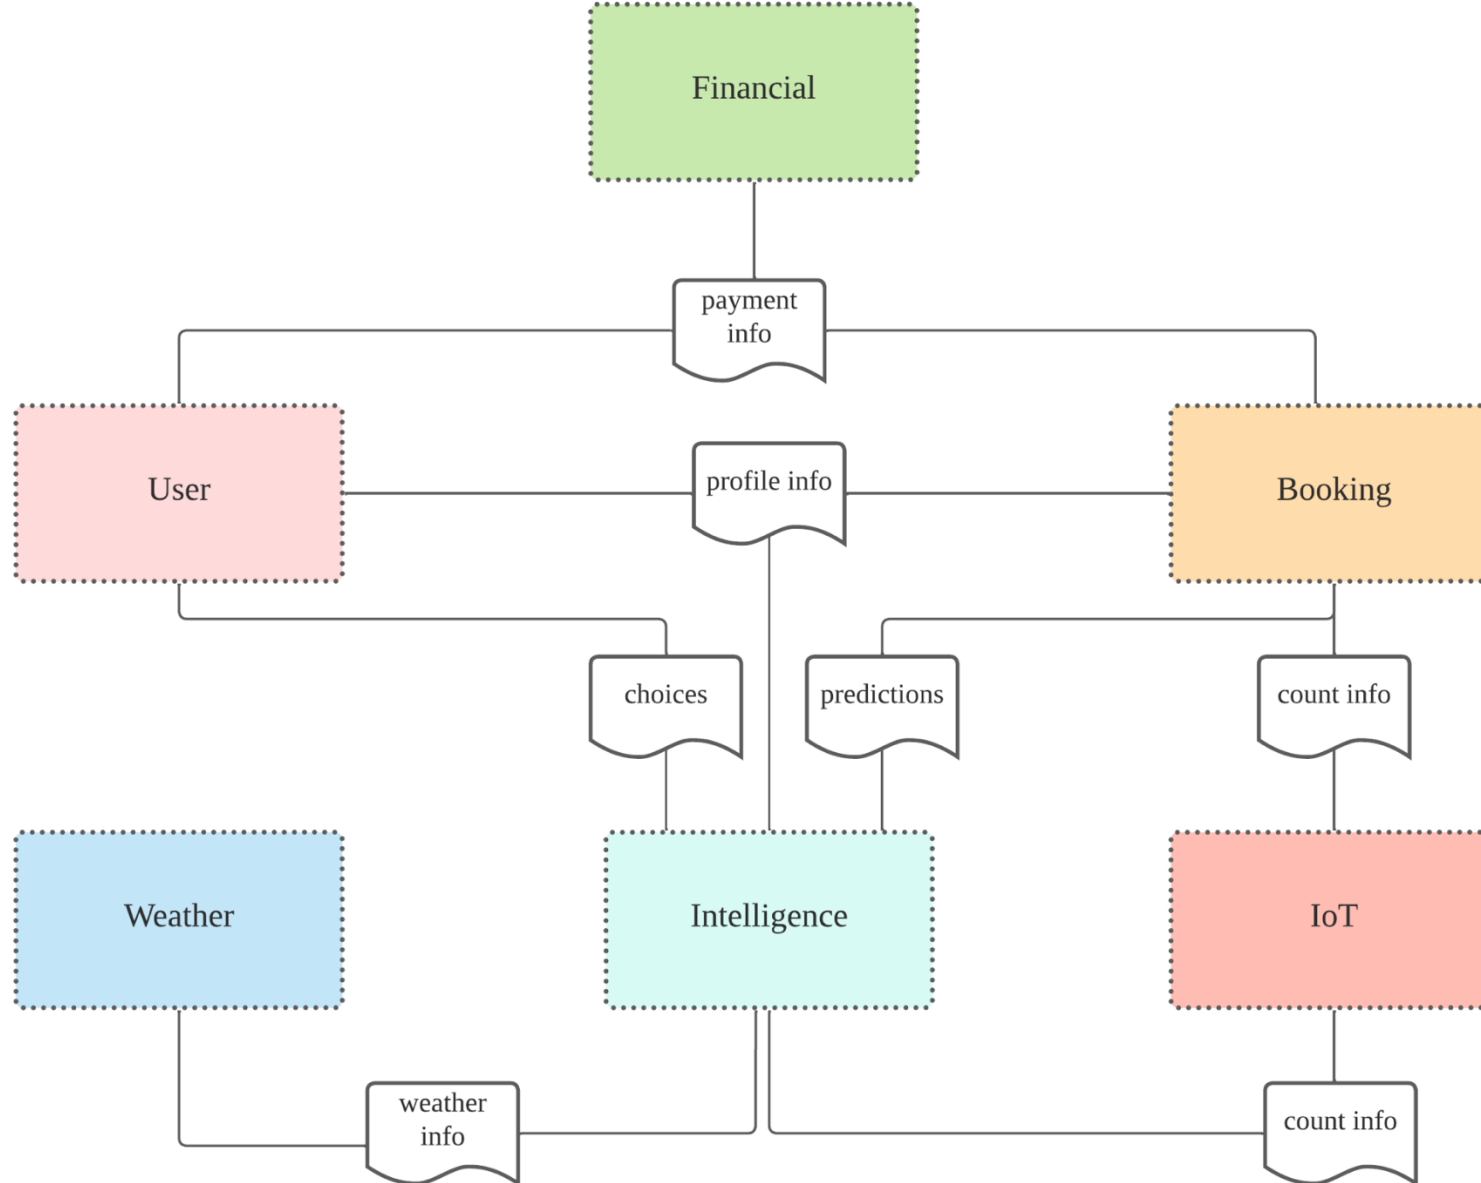 Financial
payment
info
User
profile info
Booking
choices
predictions
count info
Weather
Intelligence
IoT
weather
info
count info